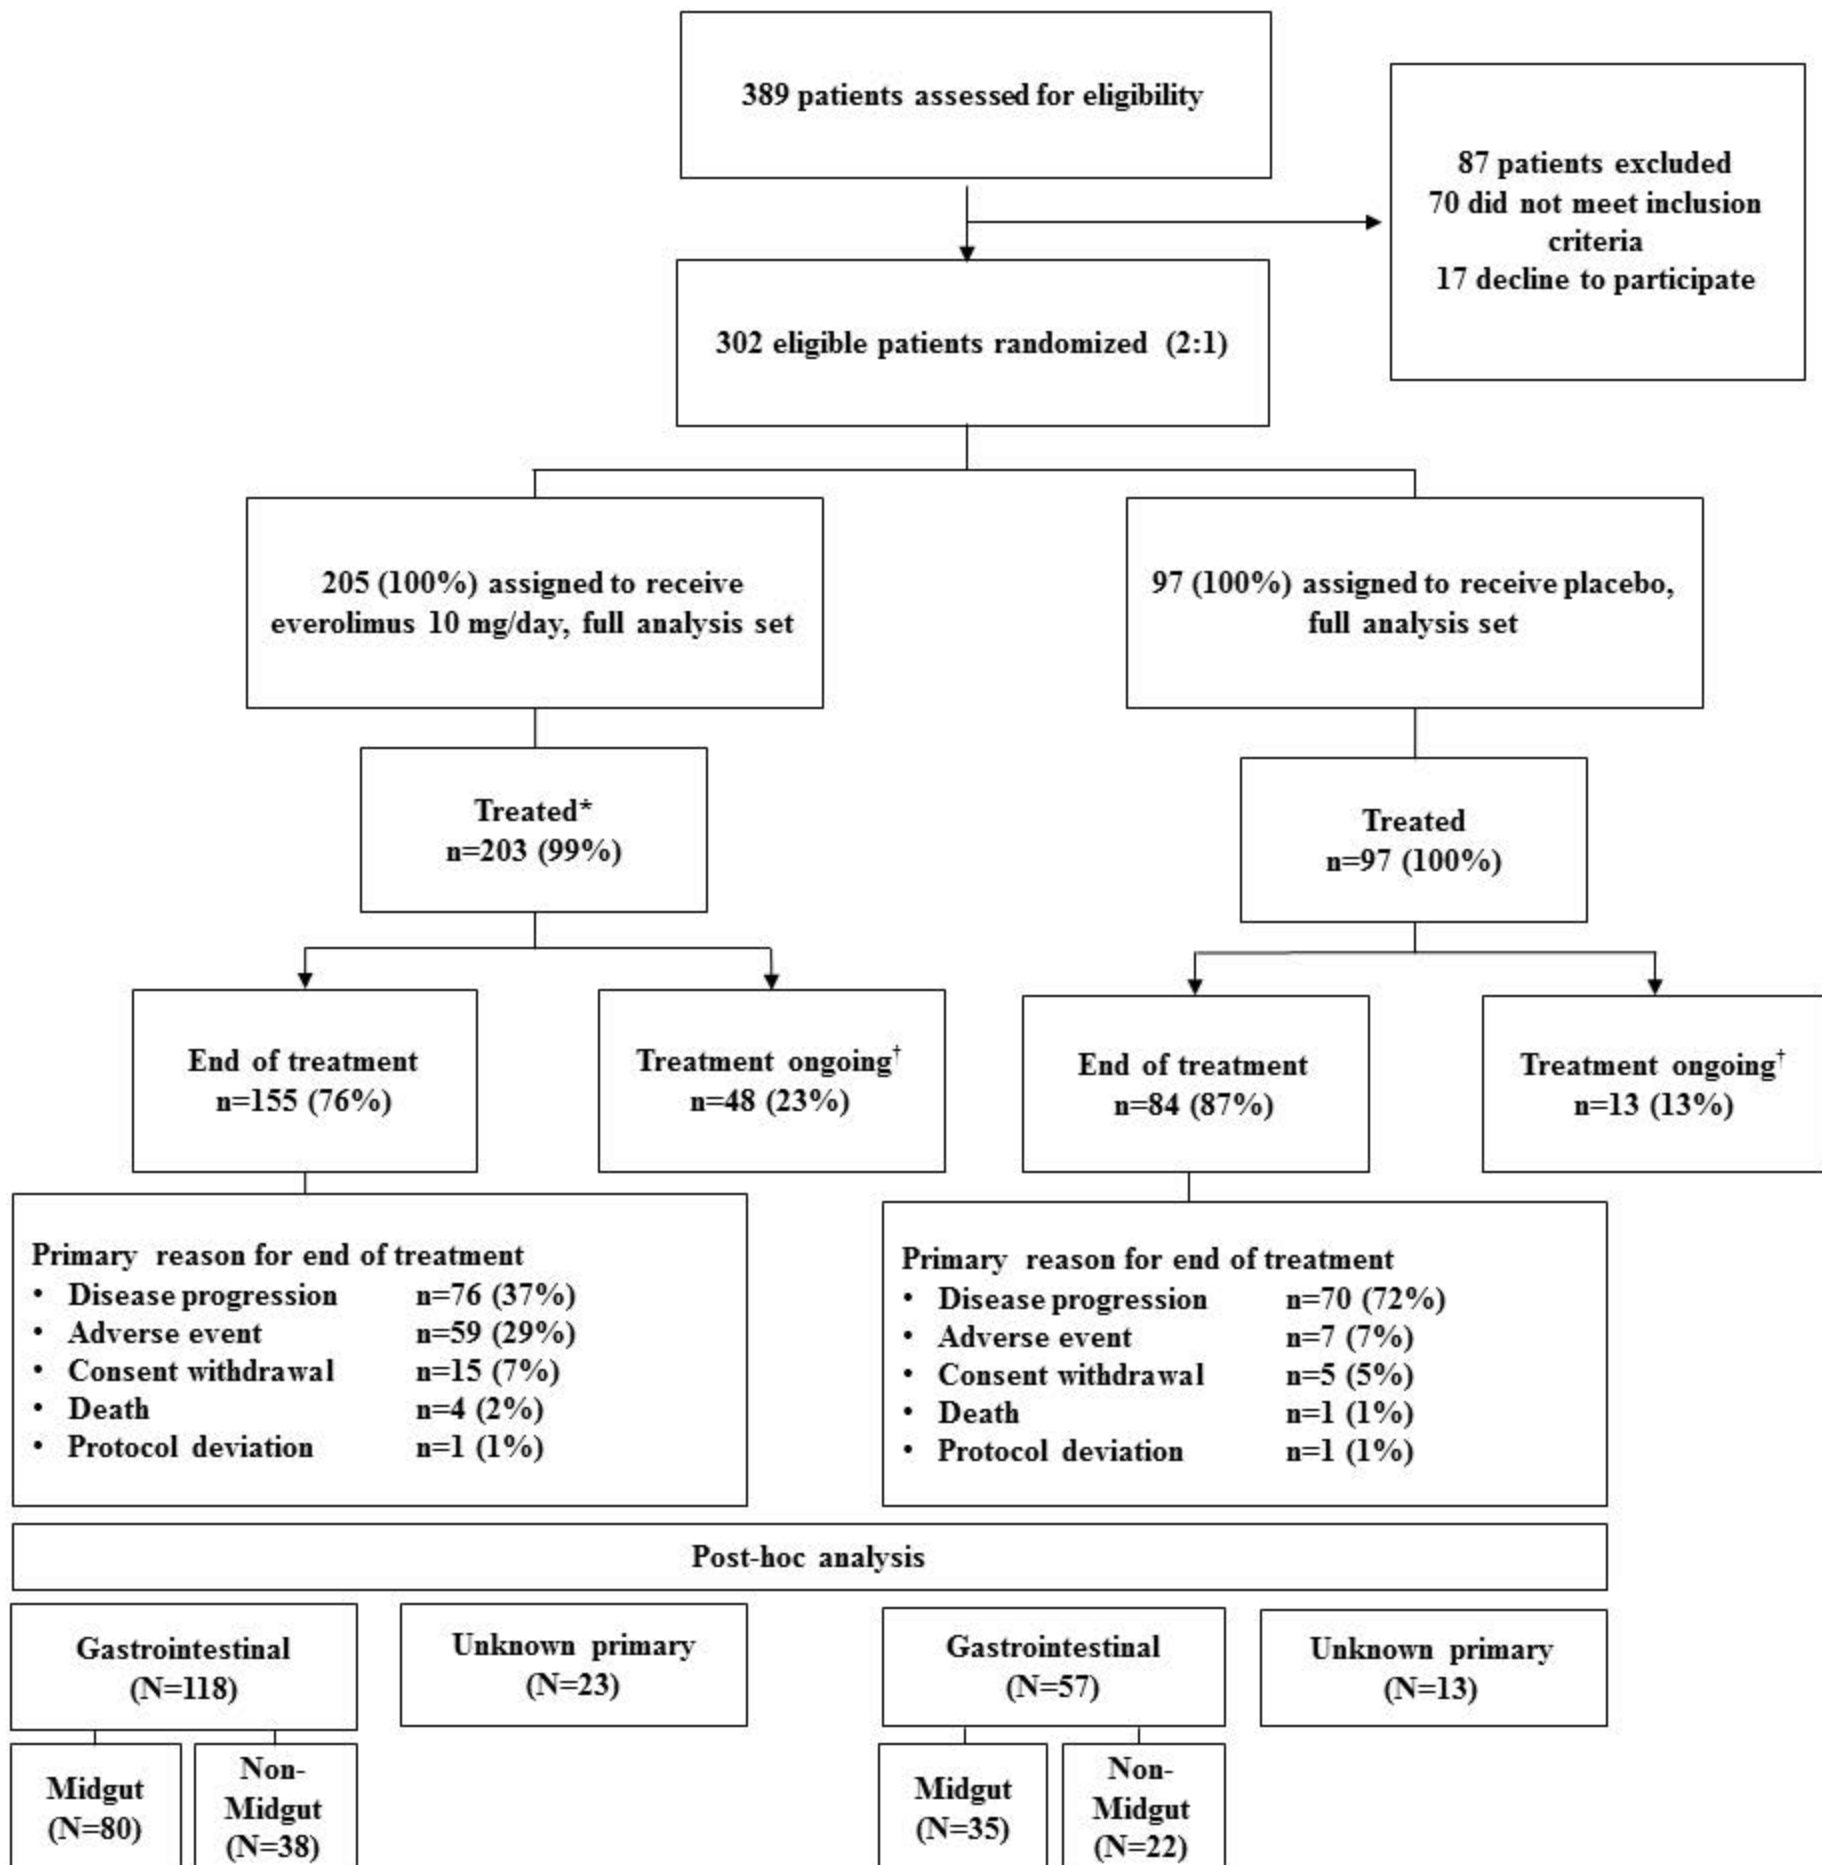 389 patients assessed for eligibility
87 patients excluded
70 did not meet inclusion
criteria
17 decline to participate
302 eligible patients randomized (2:1)
205 (100%) assigned to receive
everolimus 10 mg/day, full analysis set
97 (100%) assigned to receive placebo,
full analysis set
Treated*
n=203 (99%)
Treated
n=97 (100%)
End of treatment
n=155 (76%)
Treatment ongoing†
n=48 (23%)
End of treatment
n=84 (87%)
Treatment ongoing†
n=13 (13%)
Primary reason for end of treatment
• Disease progression n=76 (37%)
• Adverse event n=59 (29%)
• Consent withdrawal n=15 (7%)
• Death n=4 (2%)
• Protocol deviation n=1 (1%)
Primary reason for end of treatment
• Disease progression n=70 (72%)
• Adverse event n=7 (7%)
• Consent withdrawal n=5 (5%)
• Death n=1 (1%)
• Protocol deviation n=1 (1%)
Post-hoc analysis
Gastrointestinal
(N=118)
Unknown primary
(N=23)
Gastrointestinal
(N=57)
Unknown primary
(N=13)
Midgut
(N=80)
Non-
Midgut
(N=38)
Midgut
(N=35)
Non-
Midgut
(N=22)